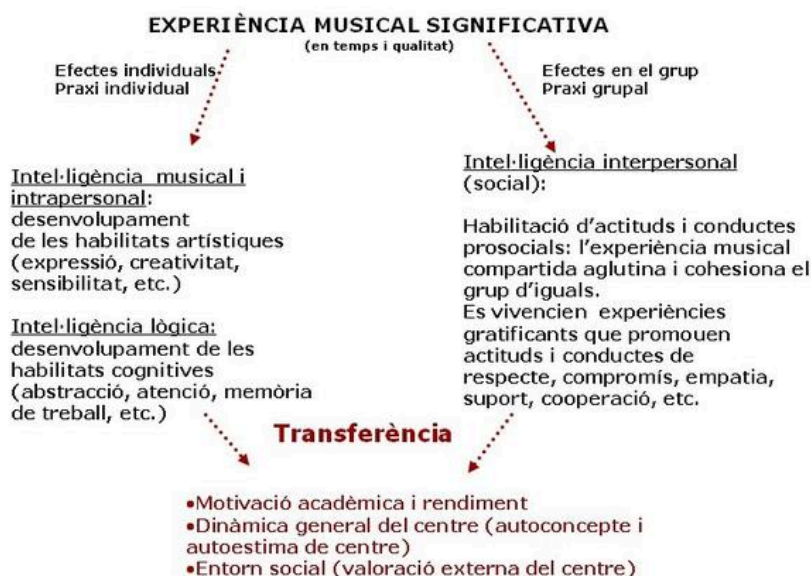 EXPERIÈNCIA MUSICAL SIGNIFICATIVA
(en temps i qualitat)
Efectes individuals
Praxi individual
Efectes en el grup
Praxi grupal
Intel·ligència musical i
intrapersonal:
desenvolupament
de les habilitats artístiques
(expressió, creativitat,
sensibilitat, etc.)
Intel·ligència lògica:
desenvolupament de les
habilitats cognitives
(abstracció, atenció, memòria
de treball, etc.)
Intel·ligència interpersonal
(social):
Habilitació d'actituds i conductes
prosocials: l'experiència musical
compartida aglutina i cohesiona el
grup d'iguals.
Es vivencien experiències
gratificants que promouen
actituds i conductes de
respecte, compromís, empatia,
suport, cooperació, etc.
Transferència
•Motivació acadèmica i rendiment
•Dinàmica general del centre (autoconcepte i
autoestima de centre)
•Entorn social (valoració externa del centre)